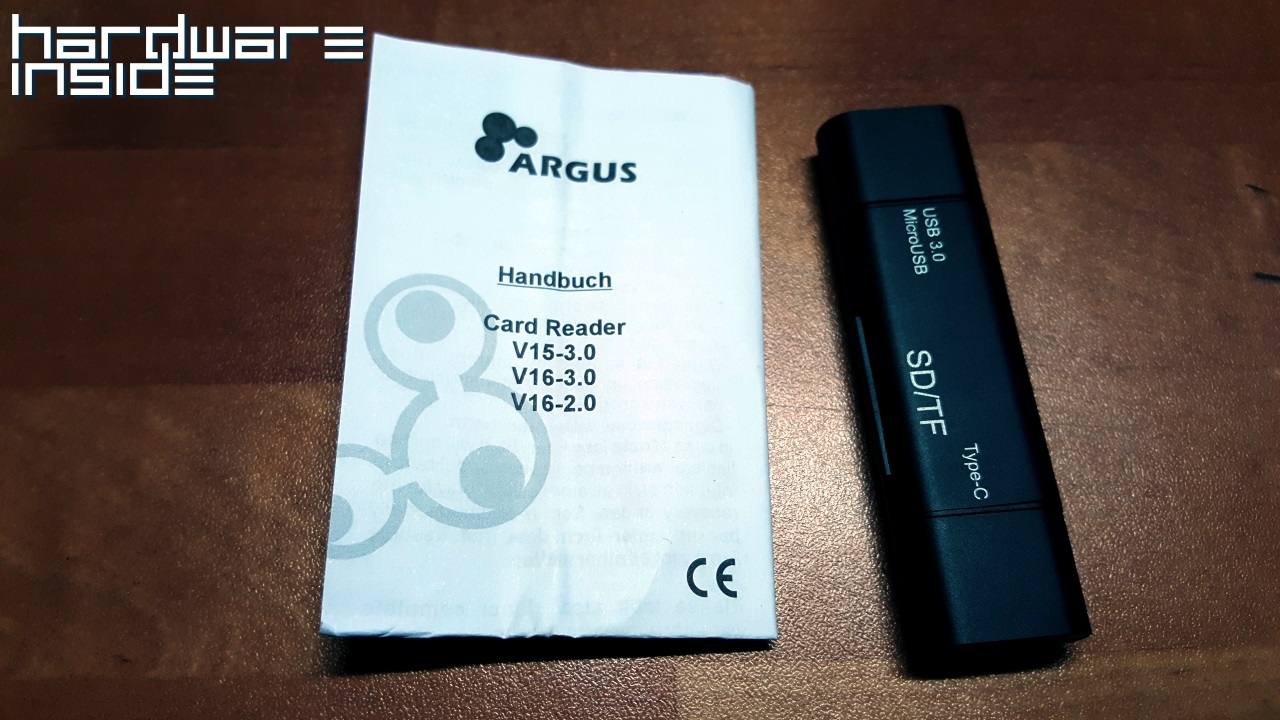 hardware
inside
ARGUS
Handbuch
Card Reader
V15-3.0
V16-3.0
V16-2.0
CE
USB 3.0
MicroUSB
SD/TF
Type-C